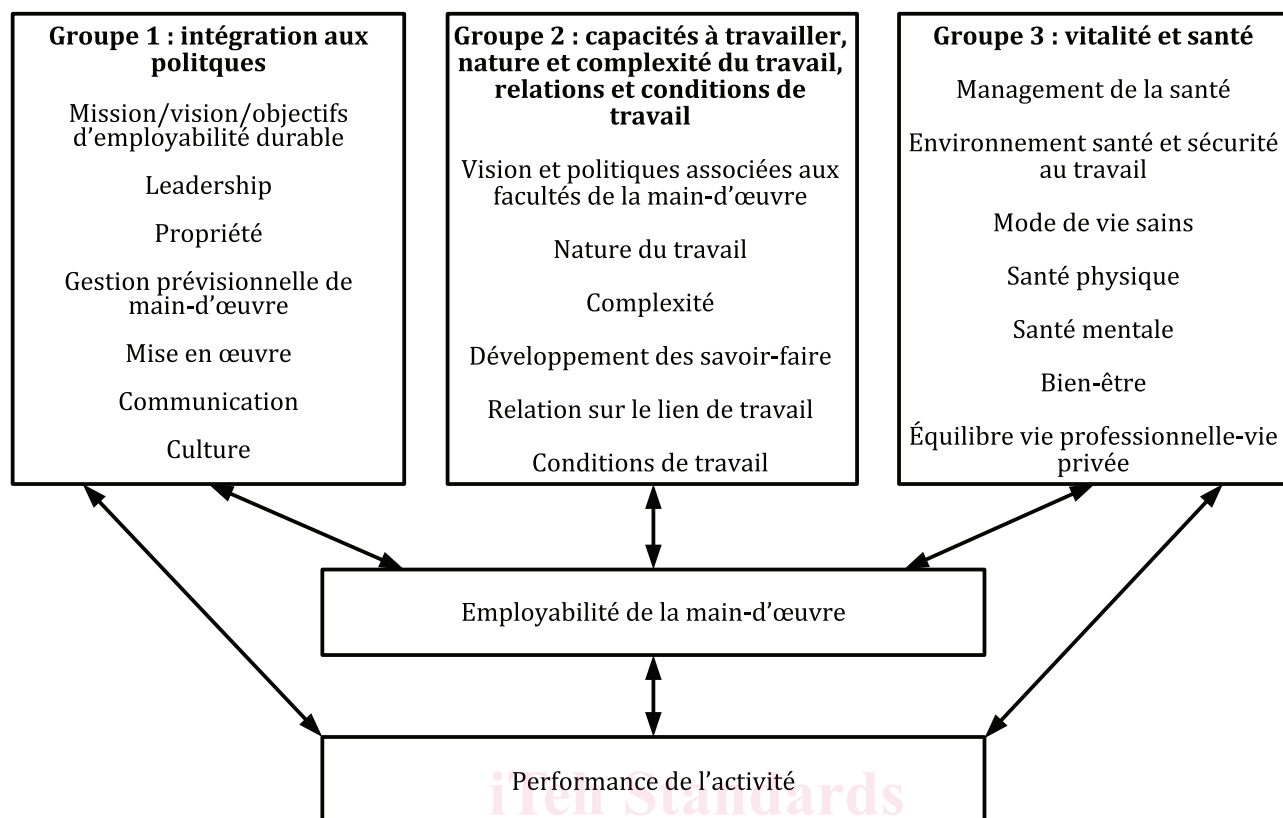 Groupe 1 : intégration aux
politques
Mission/vision/objectifs
d’employabilité durable
Leadership
Propriété
Gestion prévisionnelle de
main-d’œuvre
Mise en œuvre
Communication
Culture
Groupe 2 : capacités à travailler,
nature et complexité du travail,
relations et conditions de
travail
Vision et politiques associées aux
facultés de la main-d’œuvre
Nature du travail
Complexité
Développement des savoir-faire
Relation sur le lien de travail
Conditions de travail
Groupe 3 : vitalité et santé
Management de la santé
Environnement santé et sécurité
au travail
Mode de vie sains
Santé physique
Santé mentale
Bien-être
Équilibre vie professionnelle-vie
privée
Employabilité de la main-d’œuvre
Performance de l’activité
iTeh Standards